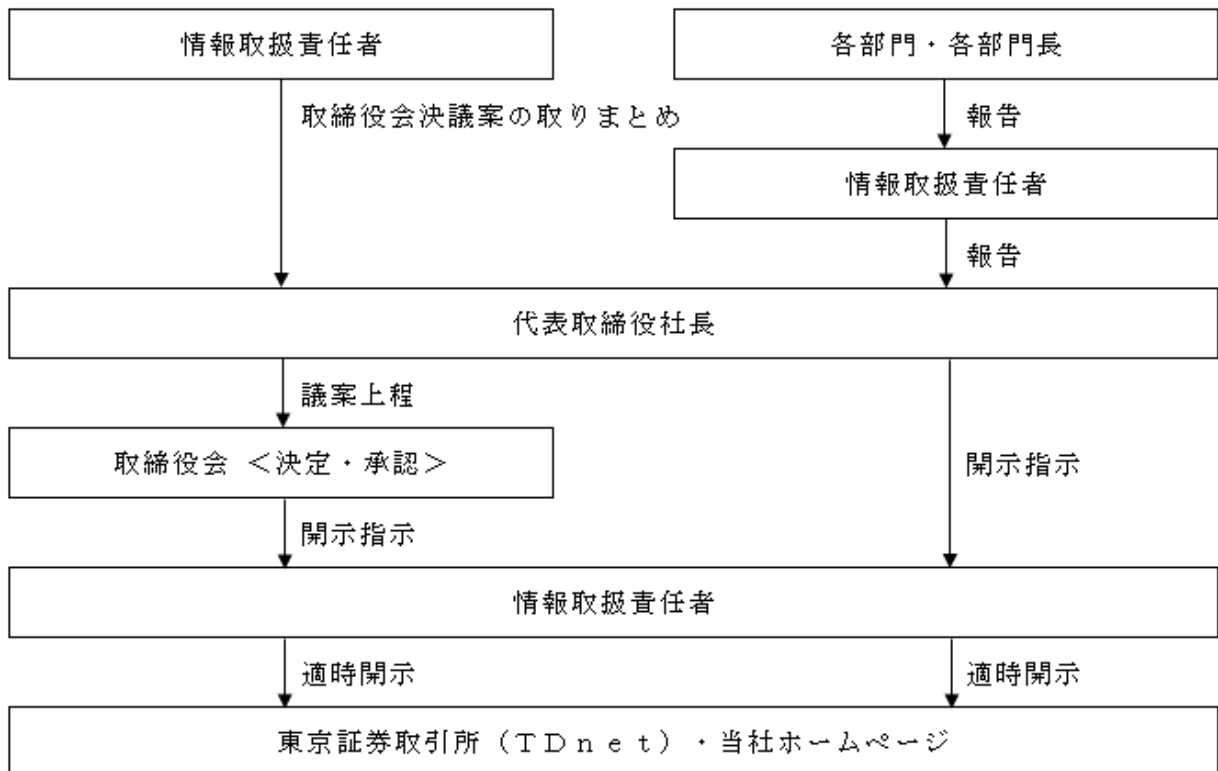 情報取扱責任者
各部門・各部門長
取締役会決議案の取りまとめ
報告
情報取扱責任者
報告
代表取締役社長
議案上程
取締役会 ＜決定・承認＞
開示指示
開示指示
情報取扱責任者
適時開示
適時開示
東京証券取引所（ＴＤｎｅｔ）・当社ホームページ